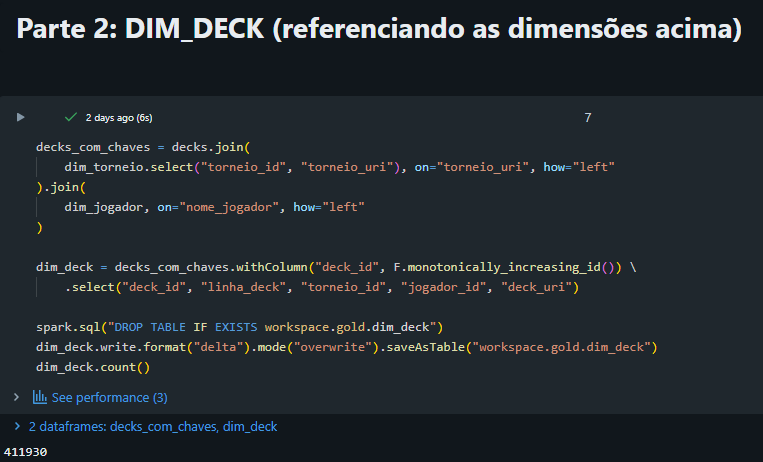 Parte 2: DIM_DECK (referenciando as dimensões acima)
2 days ago (6s)
7
decks_com_chaves = decks.join(
    dim_torneio.select("torneio_id", "torneio_uri"), on="torneio_uri", how="left"
).join(
    dim_jogador, on="nome_jogador", how="left"
)
dim_deck = decks_com_chaves.withColumn("deck_id", F.monotonically_increasing_id()) \
    .select("deck_id", "linha_deck", "torneio_id", "jogador_id", "deck_uri")
spark.sql("DROP TABLE IF EXISTS workspace.gold.dim_deck")
dim_deck.write.format("delta").mode("overwrite").saveAsTable("workspace.gold.dim_deck")
dim_deck.count()
See performance (3)
2 dataframes: decks_com_chaves, dim_deck
411930